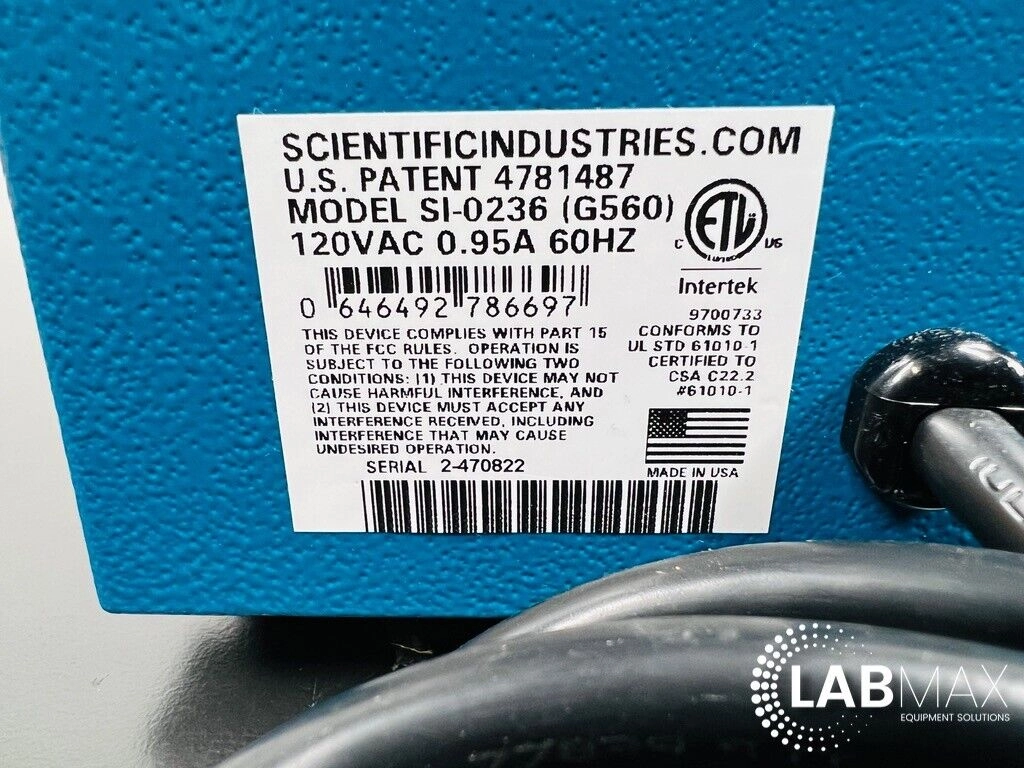 SCIENTIFICINDUSTRIES.COM
U.S. PATENT 4781487
MODEL SI-0236 (G560)
120VAC 0.95A 60HZ
ETL
C US
Intertek
0 646492 786697
9700733
CONFORMS TO
UL STD 61010-1
CERTIFIED TO
CSA C22.2
#61010-1
THIS DEVICE COMPLIES WITH PART 15
OF THE FCC RULES. OPERATION IS
SUBJECT TO THE FOLLOWING TWO
CONDITIONS: (1) THIS DEVICE MAY NOT
CAUSE HARMFUL INTERFERENCE, AND
(2) THIS DEVICE MUST ACCEPT ANY
INTERFERENCE RECEIVED, INCLUDING
INTERFERENCE THAT MAY CAUSE
UNDESIRED OPERATION.
SERIAL 2-470822
MADE IN USA
LABMAX
EQUIPMENT SOLUTIONS